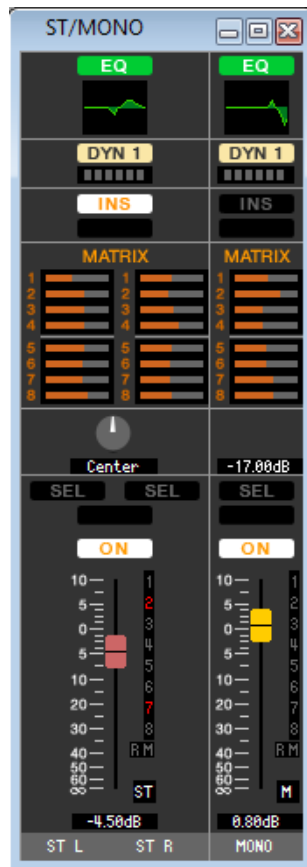 ST/MONO
EQ EQ
DYN 1 DYN 1
INS INS
MATRIX MATRIX
1 1 1
2 2 2
3 3 3
4 4 4
5 5 5
6 6 6
7 7 7
8 8 8
Center -17.00dB
SEL SEL SEL
ON ON
10 1 10 1
5 2 5 2
0 3 0 3
5 4 5 4
5 5
10 6 10 6
20 7 20 7
30 8 30 8
40 RM 40 RM
50 50
60 60
∞ ST ∞ M
-4.50dB 0.80dB
ST L ST R MONO